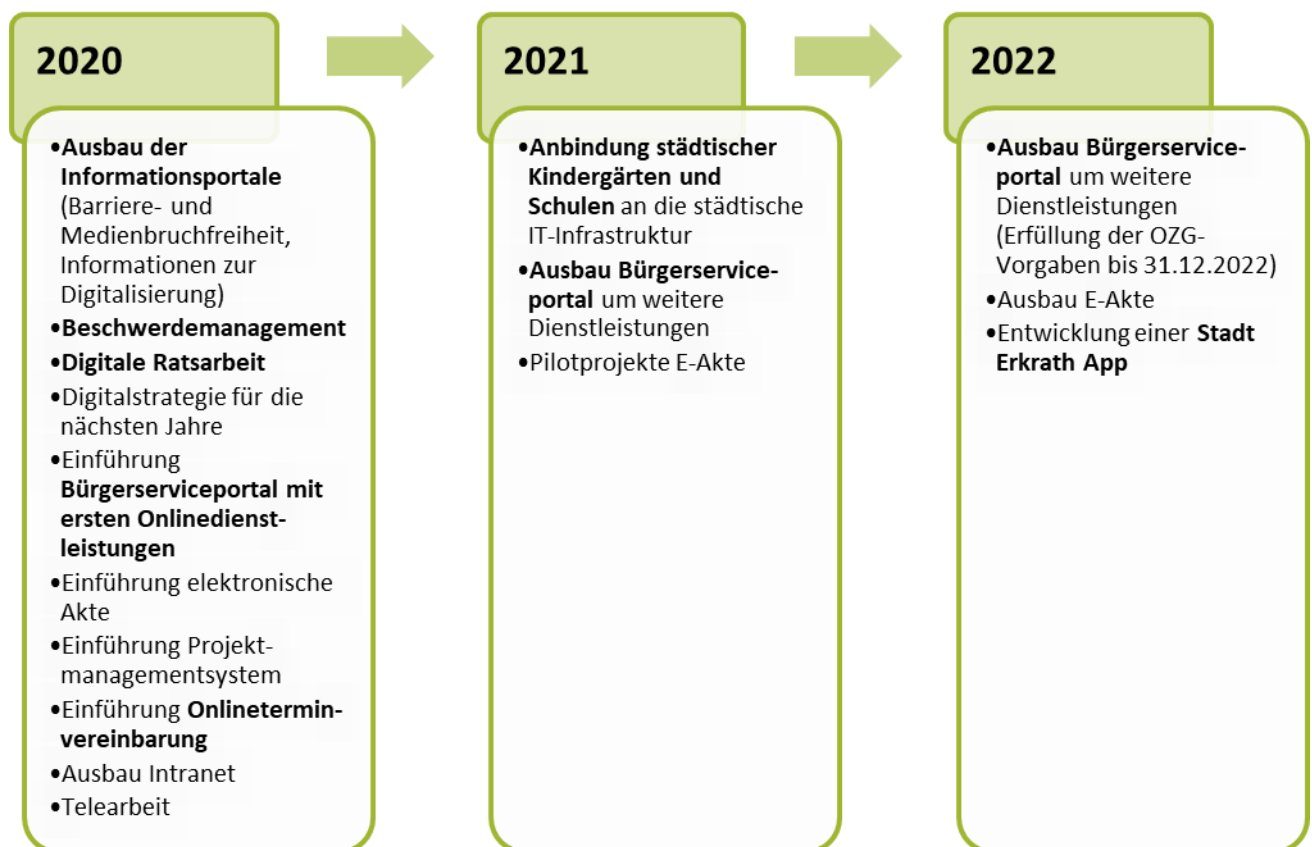 2020
•Ausbau der
Informationsportale
(Barriere- und
Medienbruchfreiheit,
Informationen zur
Digitalisierung)
•Beschwerdemanagement
•Digitale Ratsarbeit
•Digitalstrategie für die
nächsten Jahre
•Einführung
Bürgerserviceportal mit
ersten Onlinedienst-
leistungen
•Einführung elektronische
Akte
•Einführung Projekt-
managementsystem
•Einführung Onlinetermin-
vereinbarung
•Ausbau Intranet
•Telearbeit
2021
•Anbindung städtischer
Kindergärten und
Schulen an die städtische
IT-Infrastruktur
•Ausbau Bürgerservice-
portal um weitere
Dienstleistungen
•Pilotprojekte E-Akte
2022
•Ausbau Bürgerservice-
portal um weitere
Dienstleistungen
(Erfüllung der OZG-
Vorgaben bis 31.12.2022)
•Ausbau E-Akte
•Entwicklung einer Stadt
Erkrath App